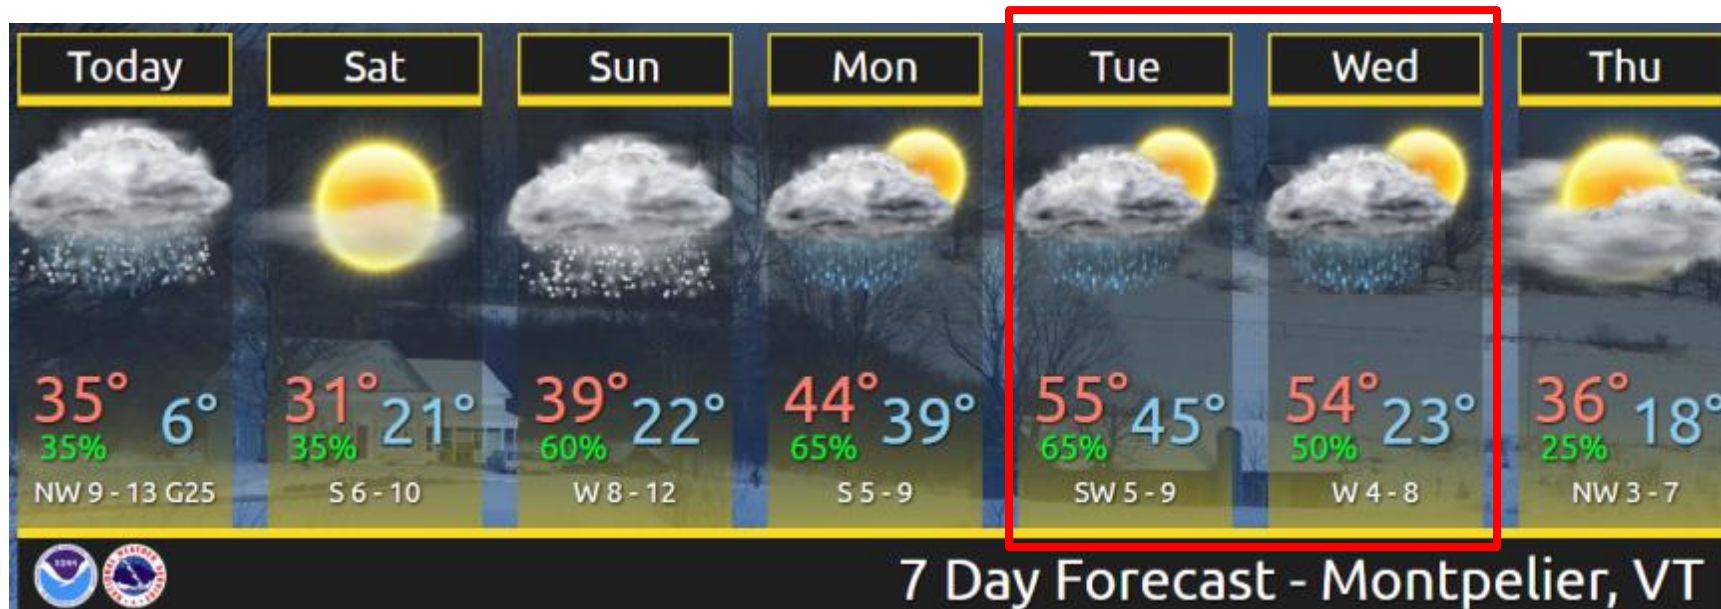 Today Sat Sun Mon Tue Wed Thu
35° 6° 31° 21° 39° 22° 44° 39° 55° 45° 54° 23° 36° 18°
35% 35% 60% 65% 65% 50% 25%
NW 9 - 13 G25 S 6 - 10 W 8 - 12 S 5 - 9 SW 5 - 9 W 4 - 8 NW 3 - 7
7 Day Forecast - Montpelier, VT